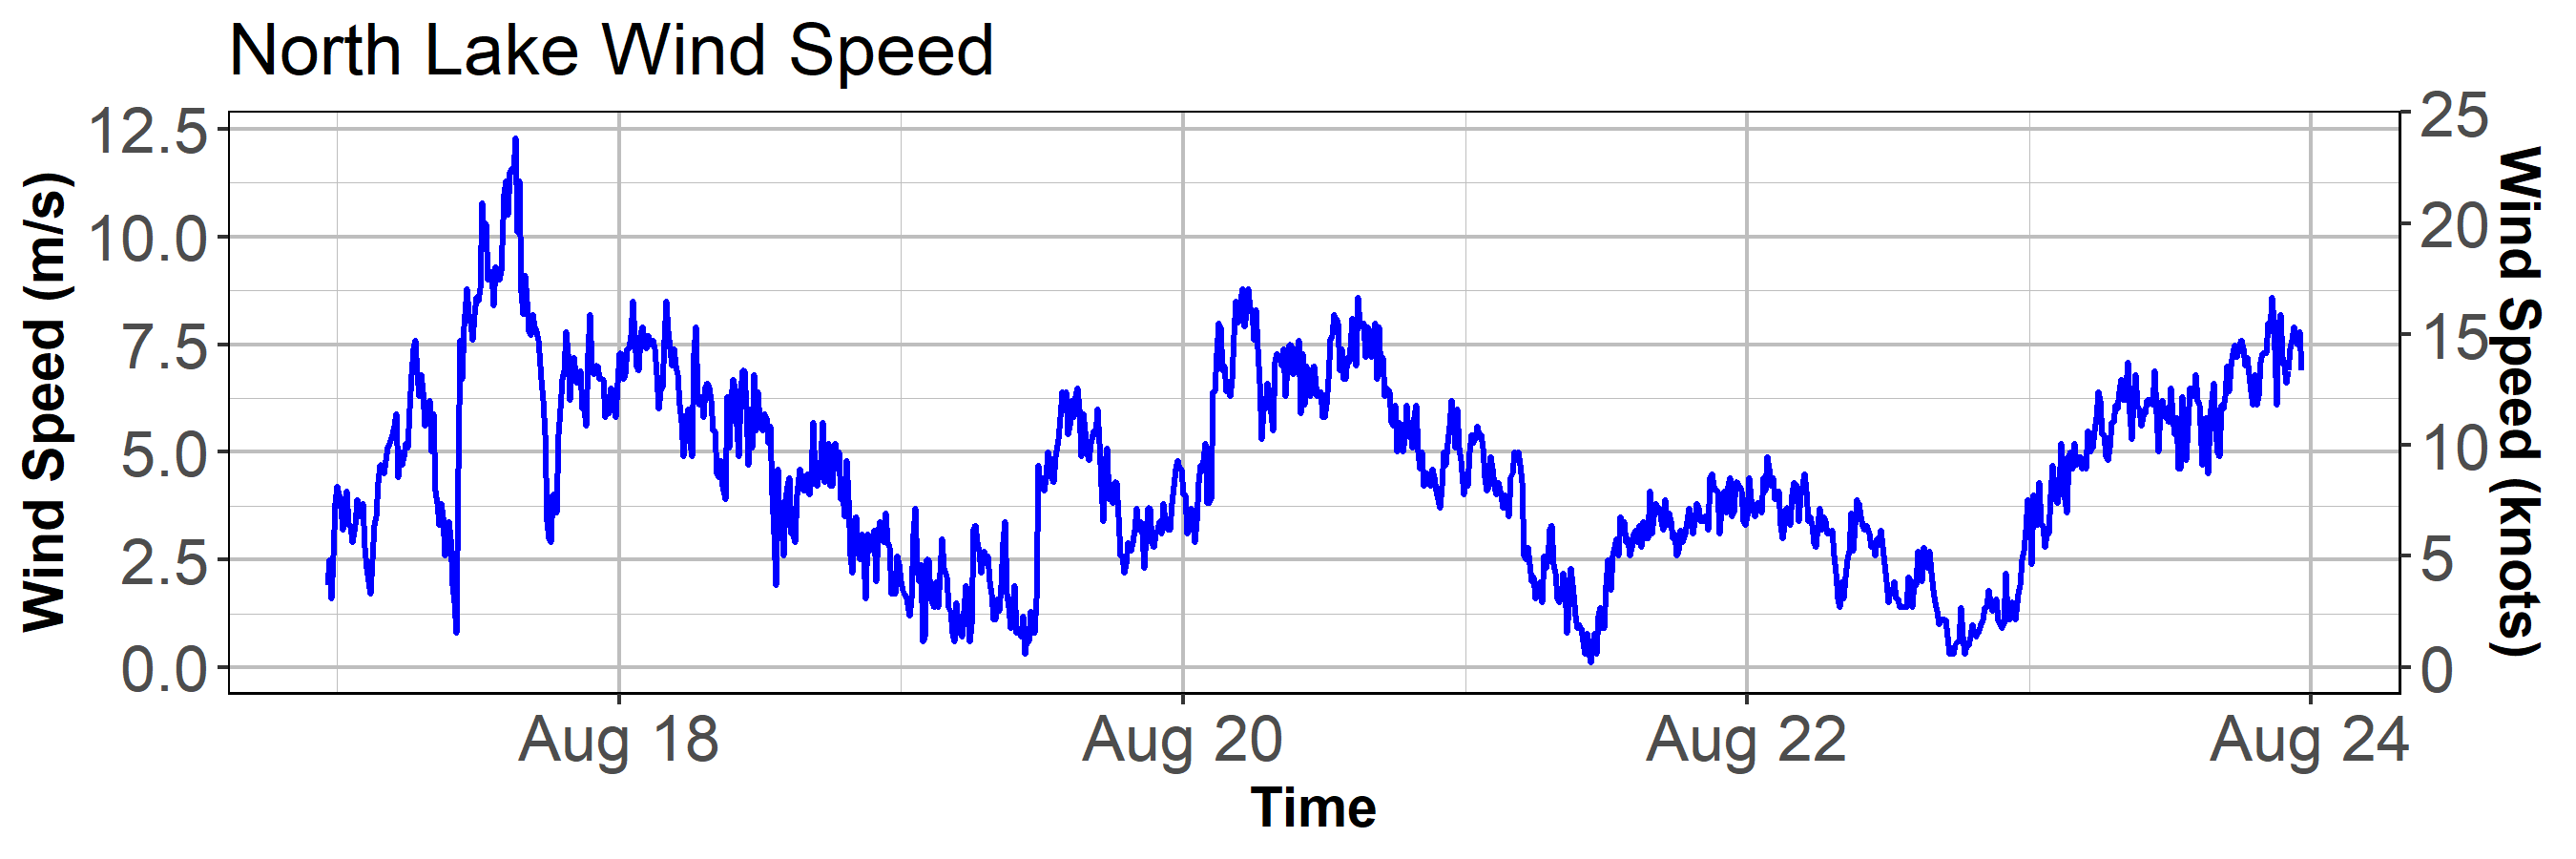 North Lake Wind Speed
Wind Speed (m/s)
12.5
10.0
7.5
5.0
2.5
0.0
25
20
15
10
5
0
Wind Speed (knots)
Aug 18
Aug 20
Aug 22
Aug 24
Time